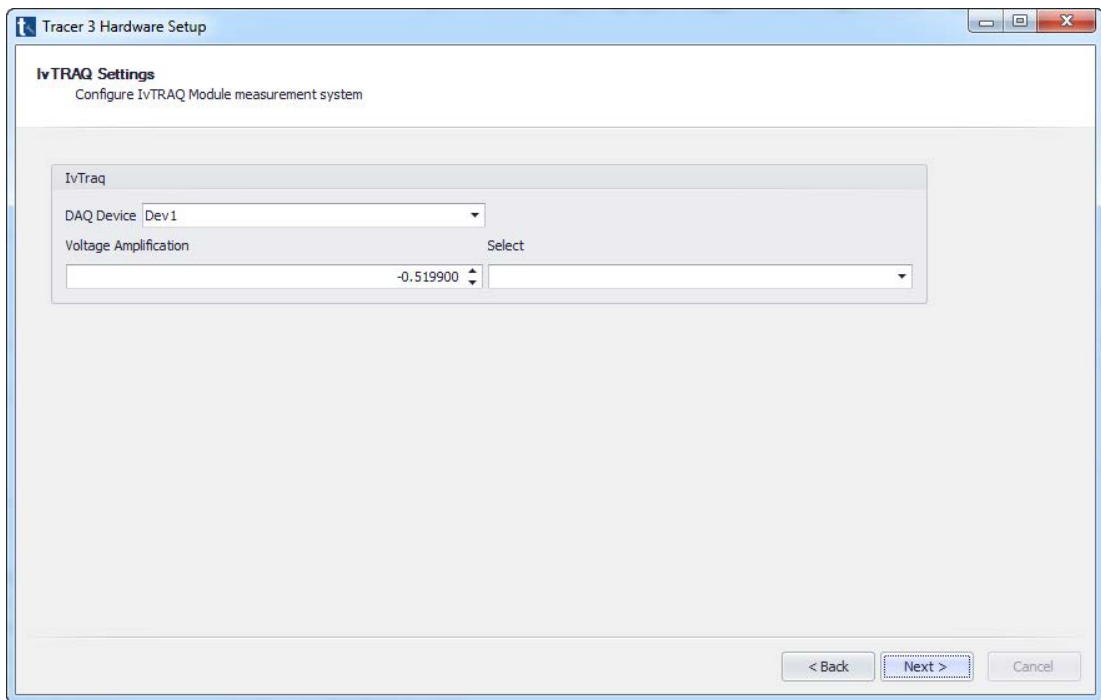 Tracer 3 Hardware Setup
IvTRAQ Settings
Configure IvTRAQ Module measurement system
IvTraq
DAQ Device Dev1
Voltage Amplification Select
-0.519900
< Back Next > Cancel